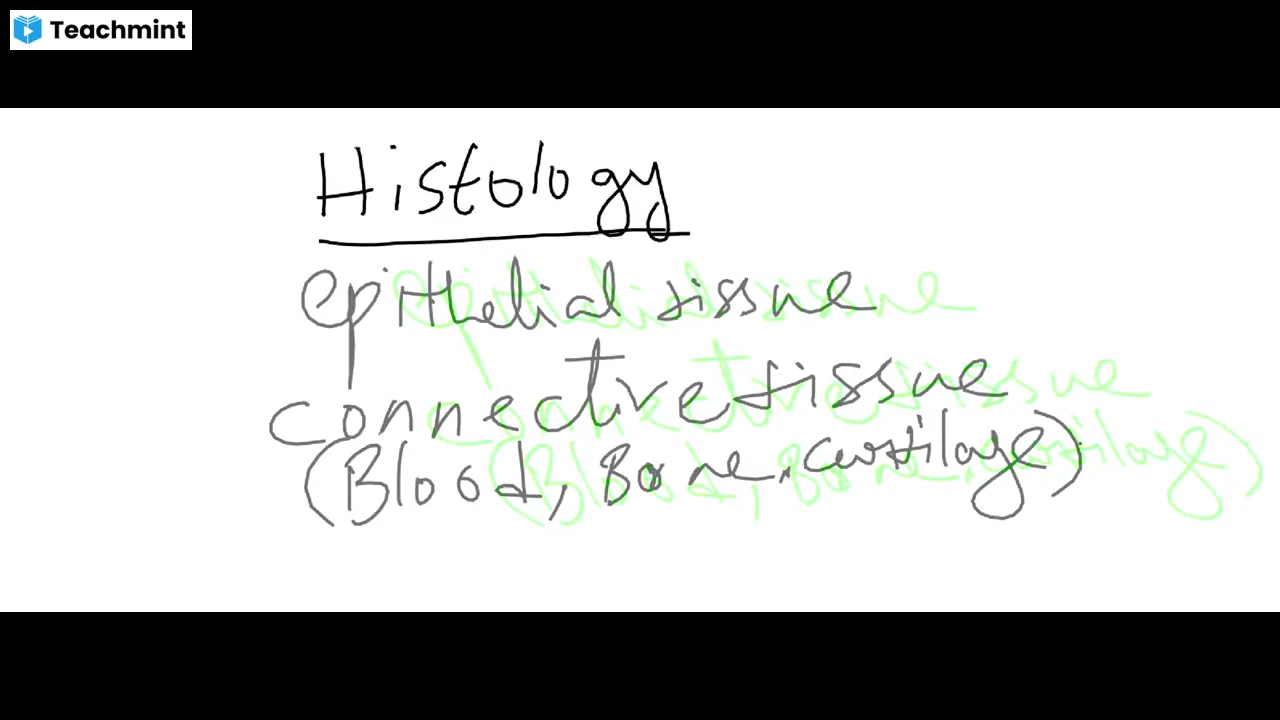 Teachmint
Histology
epithelial tissue
connective tissue
(Blood, Bone, cartilage)